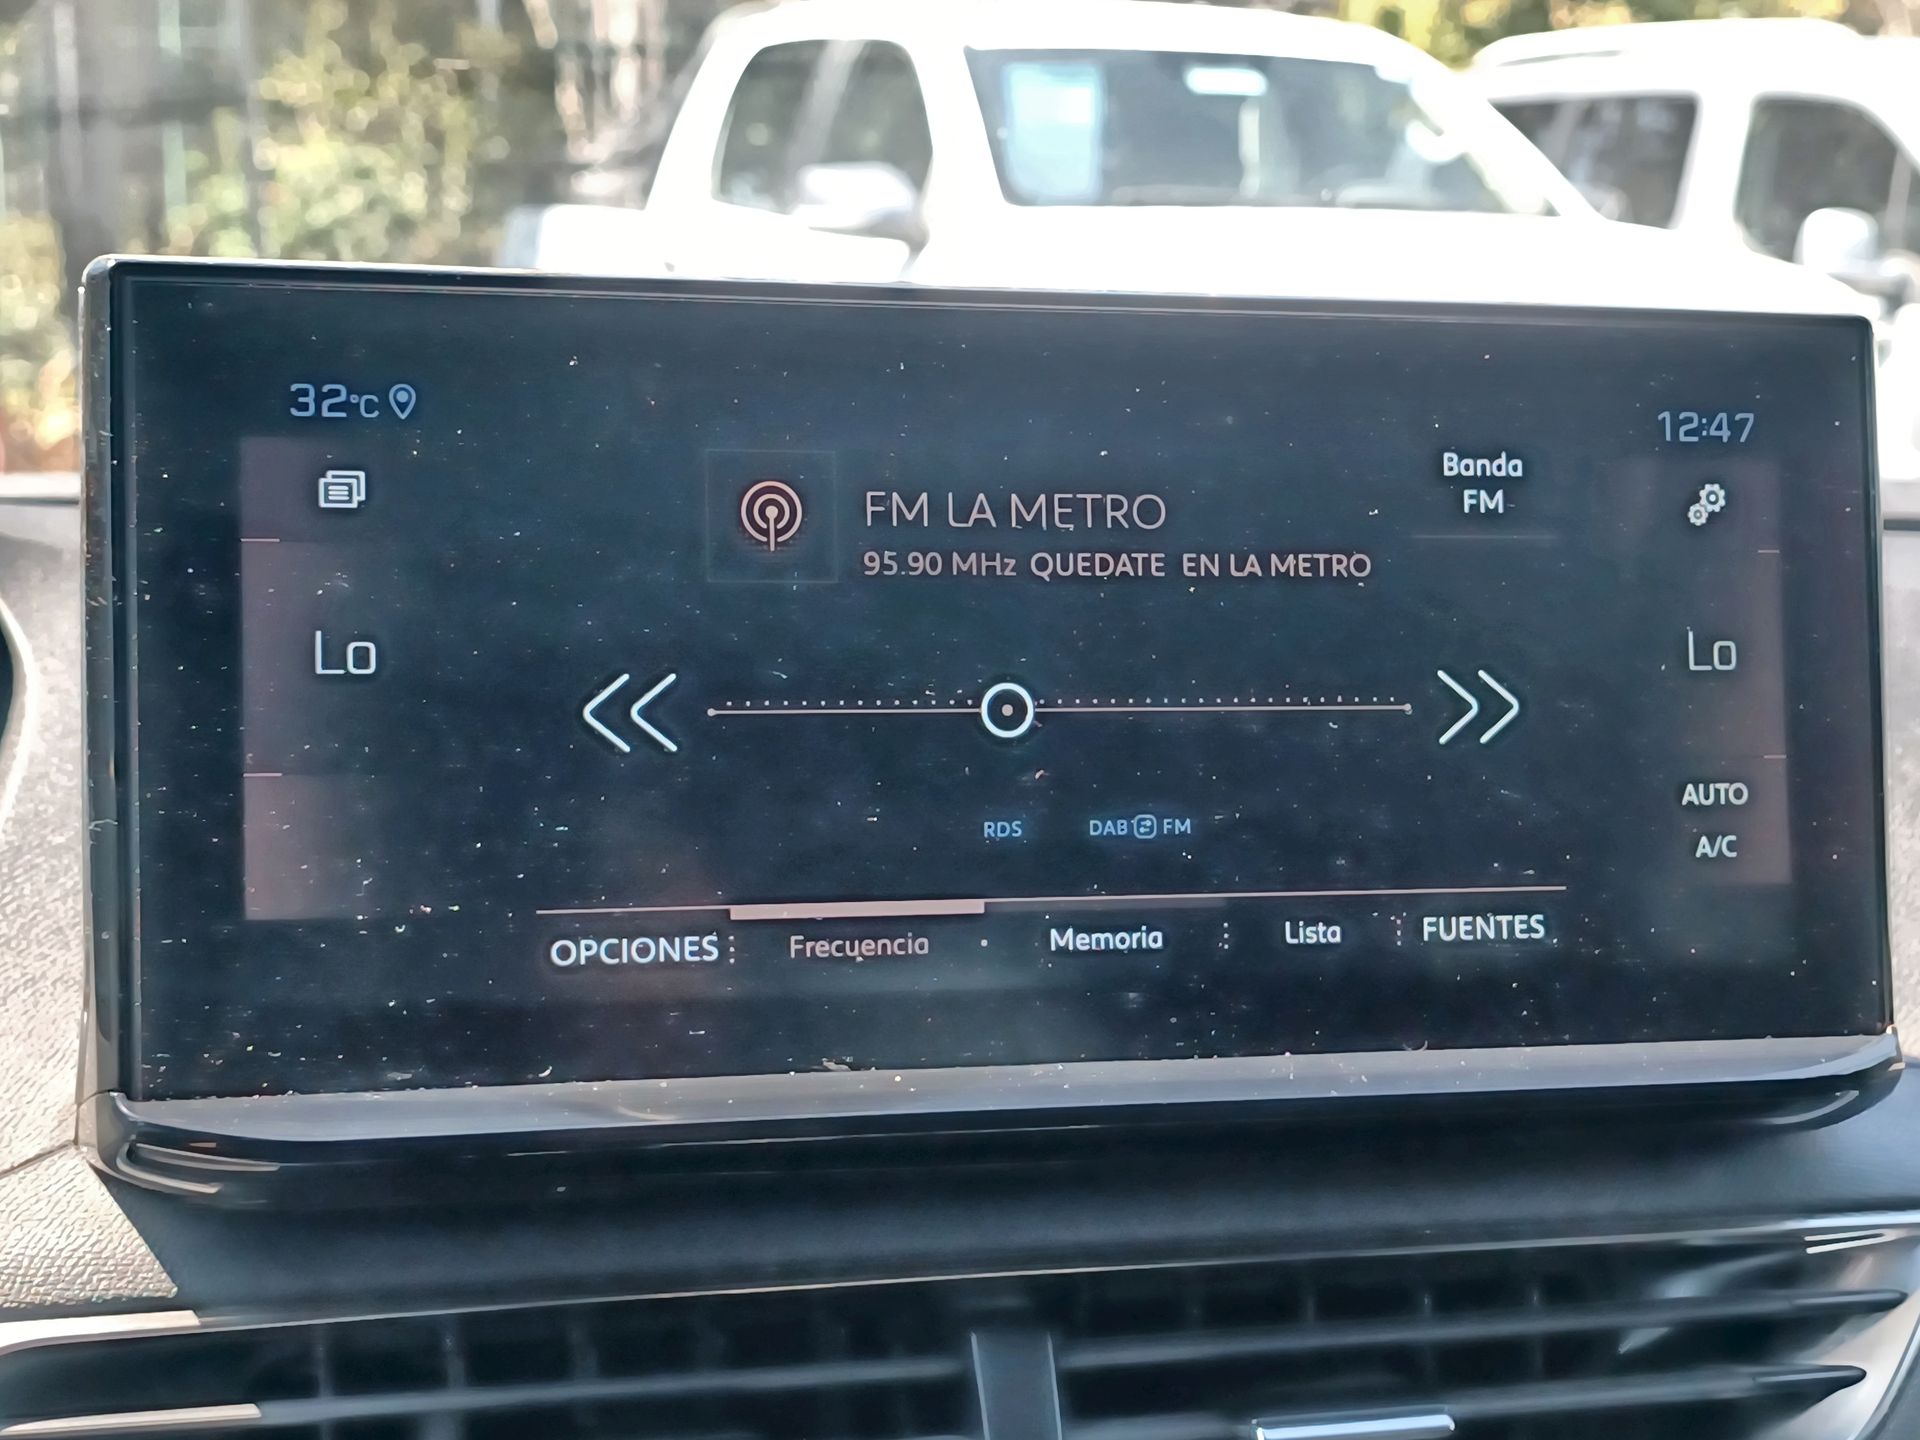 32°C
12:47
Banda
FM
FM LA METRO
95.90 MHz QUEDATE EN LA METRO
Lo
Lo
RDS
DAB FM
AUTO
A/C
OPCIONES
Frecuencia
Memoria
Lista
FUENTES